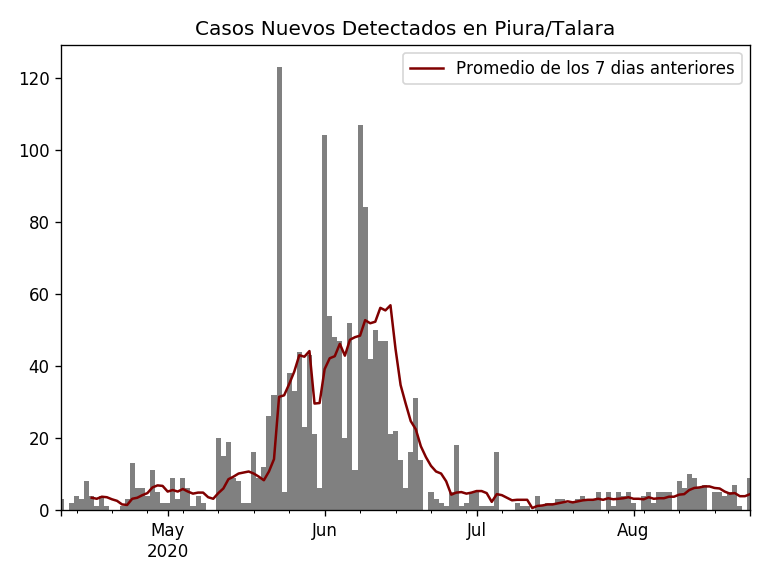 Casos Nuevos Detectados en Piura/Talara
Promedio de los 7 dias anteriores
120
100
80
60
40
20
0
May
2020
Jun
Jul
Aug